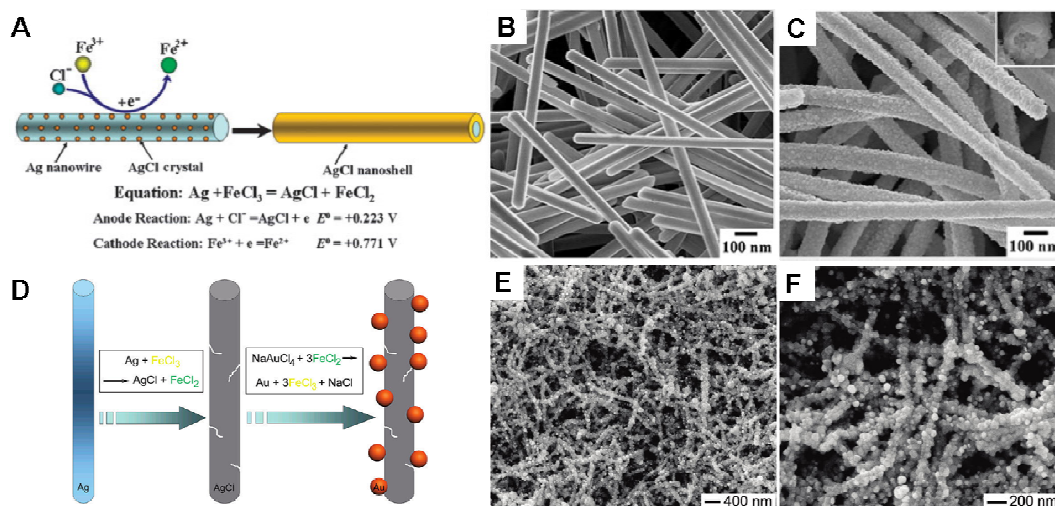 A
Fe³⁺
Fe²⁺
Cl⁻
+e⁻
Ag nanowire
AgCl crystal
AgCl nanoshell
Equation: Ag +FeCl₃ = AgCl + FeCl₂
Anode Reaction: Ag + Cl⁻ =AgCl + e E⁰ = +0.223 V
Cathode Reaction: Fe³⁺ + e =Fe²⁺ E⁰ = +0.771 V
B
100 nm
C
100 nm
D
Ag + FeCl₃
→ AgCl + FeCl₂
NaAuCl₄ + 3FeCl₂ →
Au + 3FeCl₃ + NaCl
Ag
AgCl
Au
E
400 nm
F
200 nm